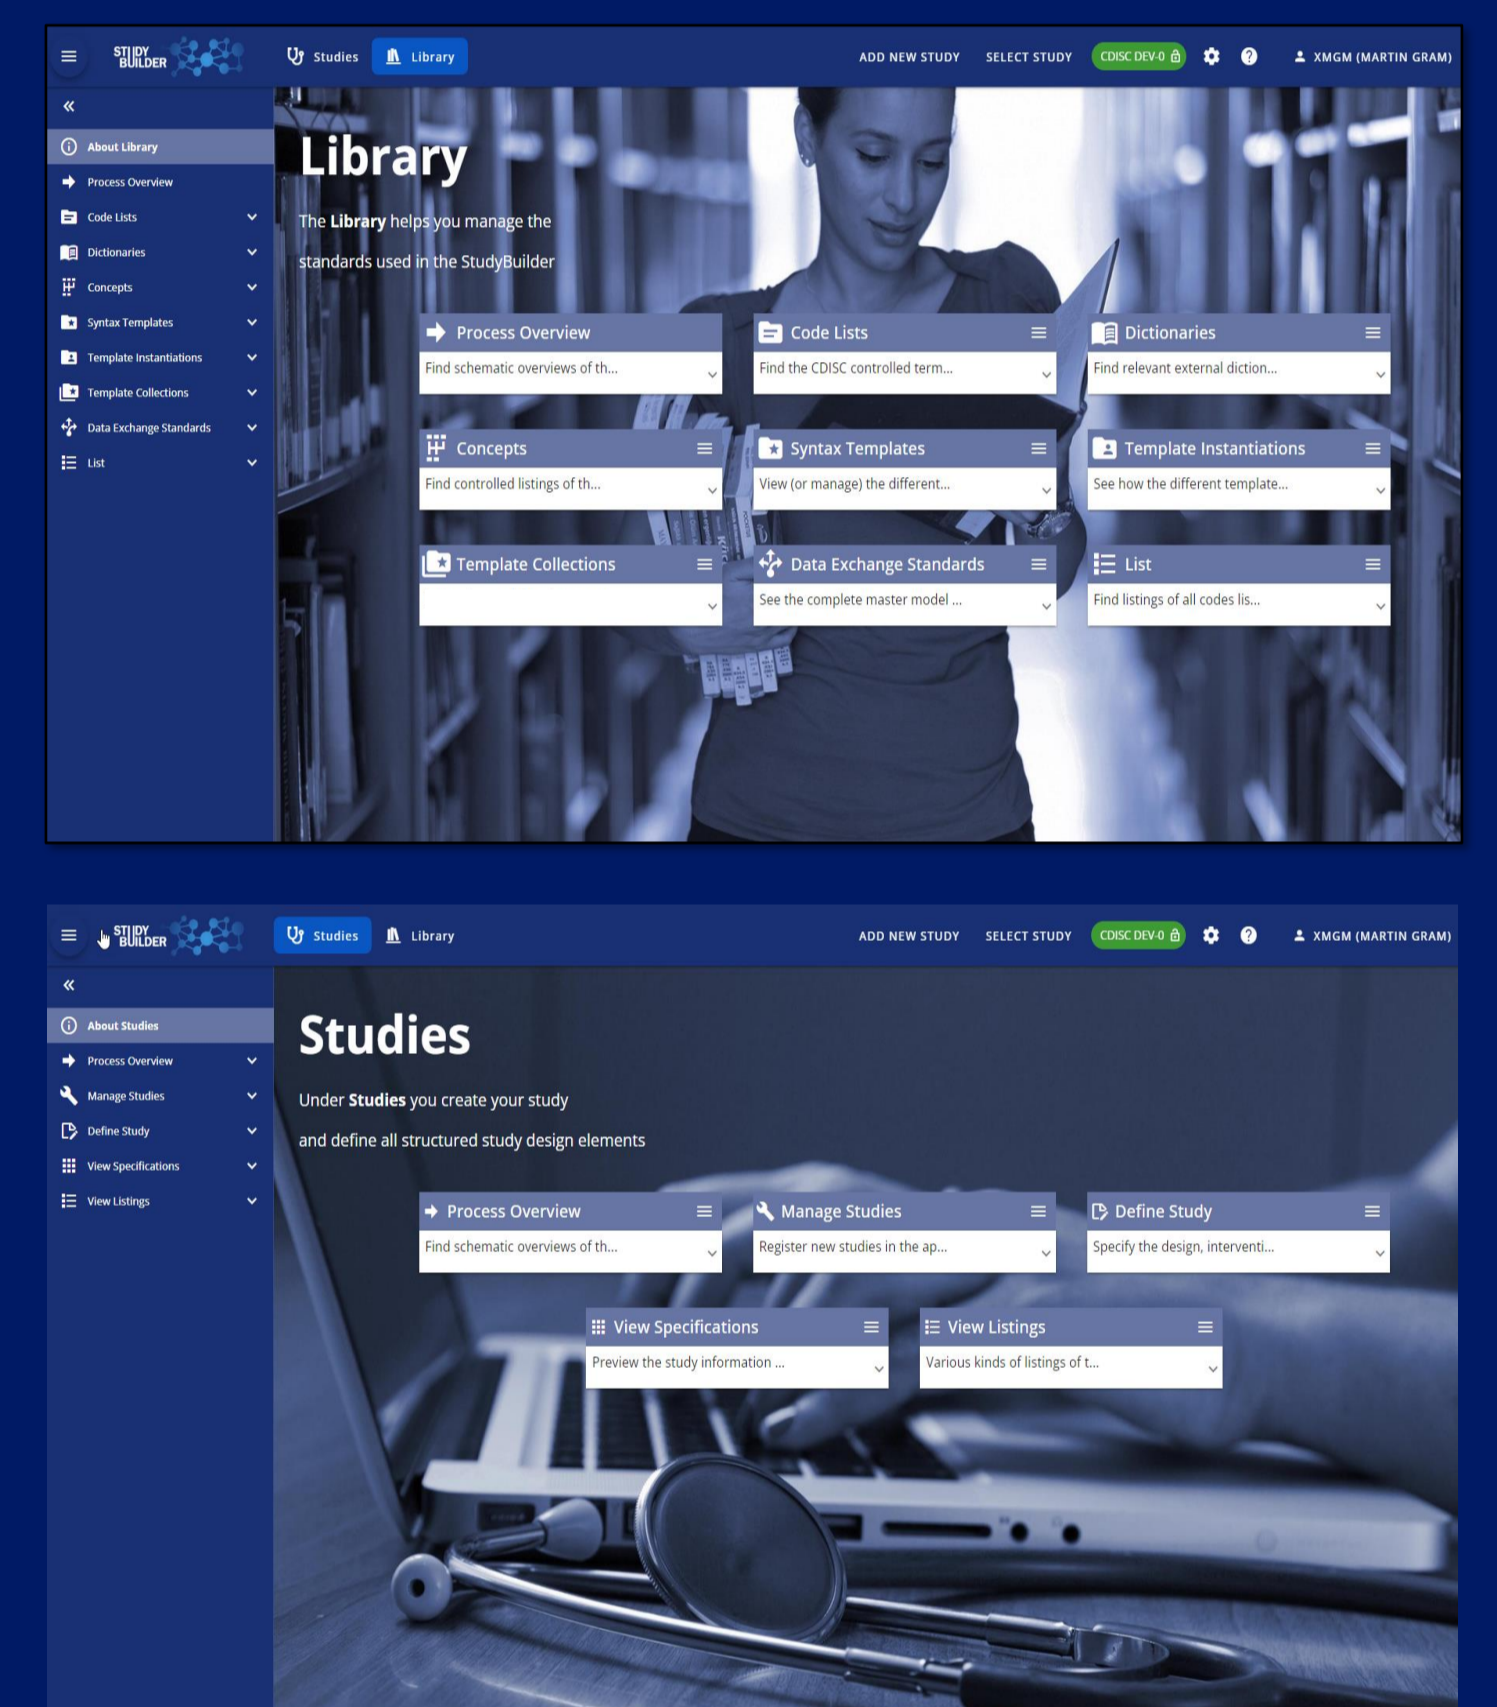 STUDY
BUILDER
Studies
Library
ADD NEW STUDY
SELECT STUDY
CDISC DEV-0
XMGM (MARTIN GRAM)
About Library
Process Overview
Code Lists
Dictionaries
Concepts
Syntax Templates
Template Instantiations
Template Collections
Data Exchange Standards
List
Library
The Library helps you manage the
standards used in the StudyBuilder
Process Overview
Find schematic overviews of th...
Code Lists
Find the CDISC controlled term...
Dictionaries
Find relevant external diction...
Concepts
Find controlled listings of th...
Syntax Templates
View (or manage) the different...
Template Instantiations
See how the different template...
Template Collections
Data Exchange Standards
See the complete master model ...
List
Find listings of all codes lis...
STUDY
BUILDER
Studies
Library
ADD NEW STUDY
SELECT STUDY
CDISC DEV-0
XMGM (MARTIN GRAM)
About Studies
Process Overview
Manage Studies
Define Study
View Specifications
View Listings
Studies
Under Studies you create your study
and define all structured study design elements
Process Overview
Find schematic overviews of th...
Manage Studies
Register new studies in the ap...
Define Study
Specify the design, interventi...
View Specifications
Preview the study information ...
View Listings
Various kinds of listings of t...